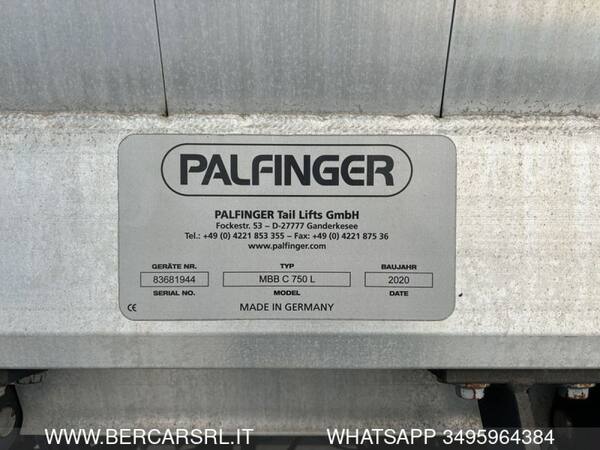 PALFINGER
PALFINGER Tail Lifts GmbH
Fockestr. 53 – D-27777 Ganderkesee
Tel.: +49 (0) 4221 853 355 – Fax: +49 (0) 4221 875 36
www.palfinger.com
GERÄTE NR. TYP BAUJAHR
83681944 MBB C 750 L 2020
SERIAL NO. MODEL DATE
CE MADE IN GERMANY
WWW.BERCARSRL.IT WHATSAPP 3495964384